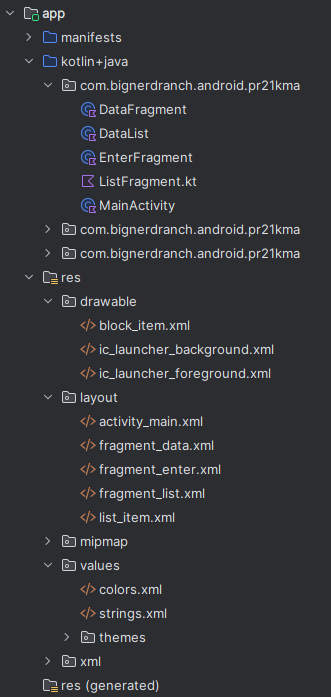 app
manifests
kotlin+java
com.bignerdranch.android.pr21kma
DataFragment
DataList
EnterFragment
ListFragment.kt
MainActivity
com.bignerdranch.android.pr21kma
com.bignerdranch.android.pr21kma
res
drawable
block_item.xml
ic_launcher_background.xml
ic_launcher_foreground.xml
layout
activity_main.xml
fragment_data.xml
fragment_enter.xml
fragment_list.xml
list_item.xml
mipmap
values
colors.xml
strings.xml
themes
xml
res (generated)